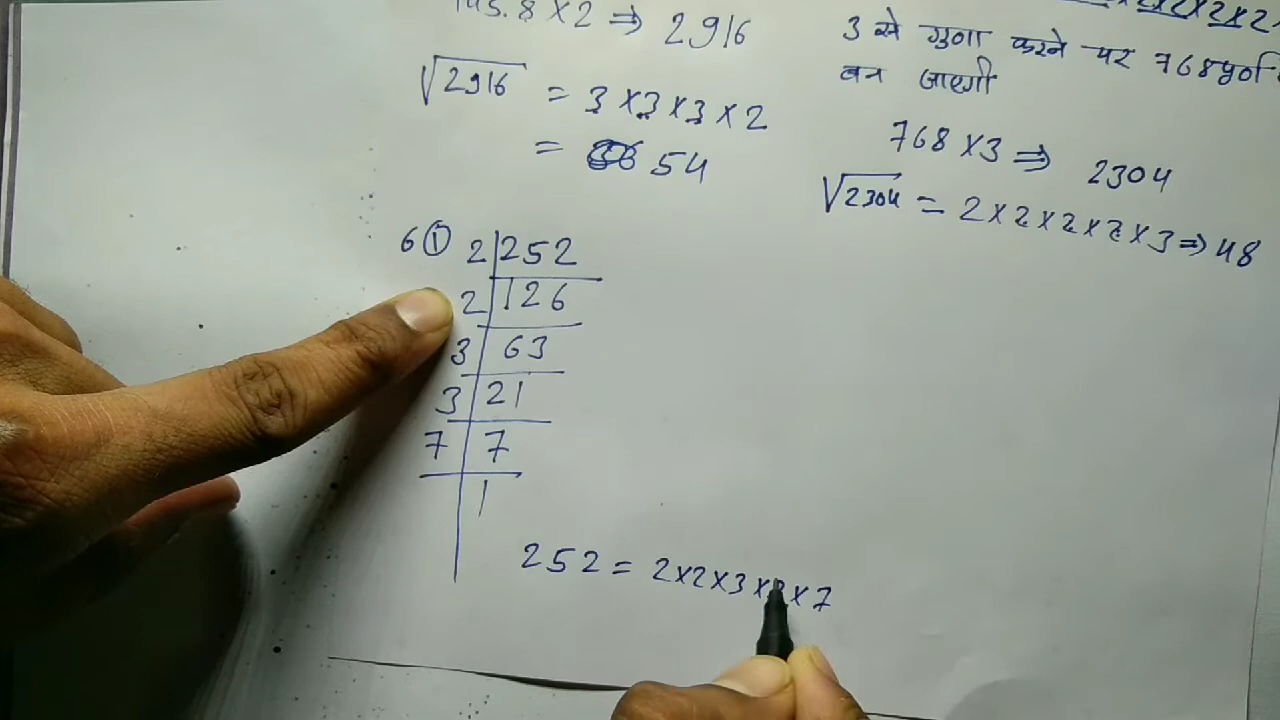 145.8 × 2 ⇒ 2916
√2916 = 3 × 3 × 3 × 2
= 54
3 से गुणा करने पर 768 पूर्ण
बन जाएगी
768 × 3 ⇒ 2304
√2304 = 2 × 2 × 2 × 2 × 3 ⇒ 48
6 ① 2 | 252
2 | 126
3 | 63
3 | 21
7 | 7
1
252 = 2 × 2 × 3 × 3 × 7